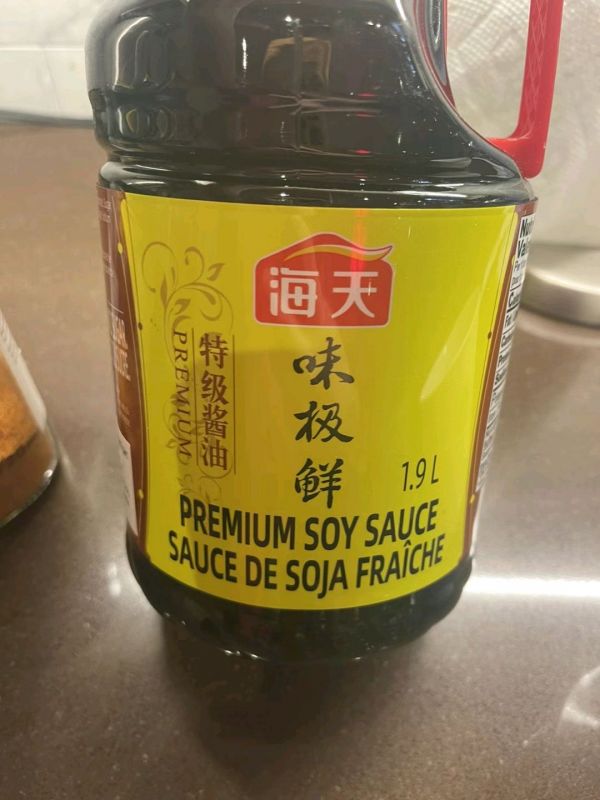 海天
味极鲜
特级酱油
PREMIUM
1.9 L
PREMIUM SOY SAUCE
SAUCE DE SOJA FRAÎCHE